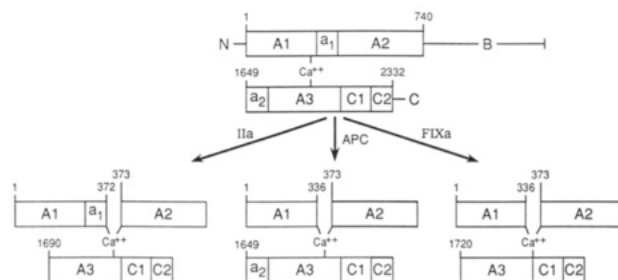 1 740
N A1 a1 A2 B
Ca++
1649 2332
a2 A3 C1 C2 C
IIa APC FIXa
373 373 373
1 372 1 336 1 336
A1 a1 A2 A1 A2 A1 A2
1690 Ca++ 1649 Ca++ 1720 Ca++
A3 C1 C2 a2 A3 C1 C2 A3 C1 C2